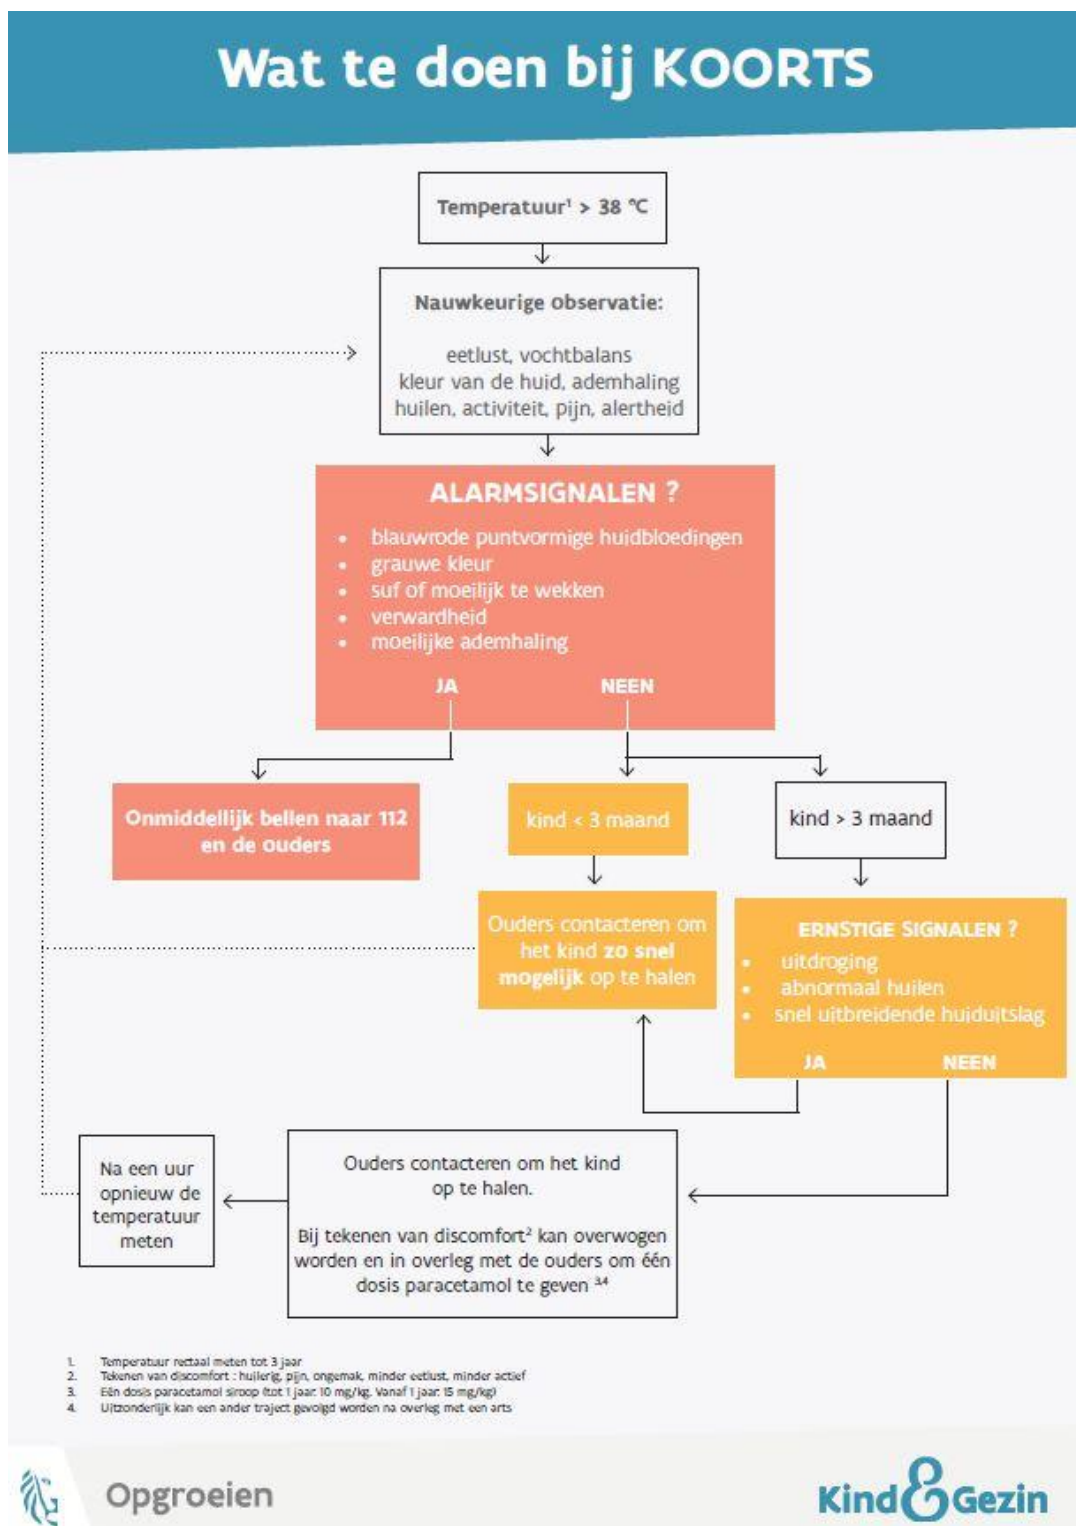 Wat te doen bij KOORTS
Temperatuur¹ > 38 °C
Nauwkeurige observatie:
eetlust, vochtbalans
kleur van de huid, ademhaling
huilen, activiteit, pijn, alertheid
ALARMSIGNALEN ?
• blauwrode puntvormige huidbloedingen
• grauwe kleur
• suf of moeilijk te wekken
• verwardheid
• moeilijke ademhaling
JA NEEN
Onmiddellijk bellen naar 112
en de ouders
kind < 3 maand
kind > 3 maand
Ouders contacteren om
het kind zo snel
mogelijk op te halen
ERNSTIGE SIGNALEN ?
• uitdroging
• abnormaal huilen
• snel uitbreidende huiduitslag
JA NEEN
Ouders contacteren om het kind
op te halen.
Bij tekenen van discomfort² kan overwogen
worden en in overleg met de ouders om één
dosis paracetamol te geven ³,⁴
Na een uur
opnieuw de
temperatuur
meten
1. Temperatuur rectaal meten tot 3 jaar
2. Tekenen van discomfort : huilerig, pijn, ongemak, minder eetlust, minder actief
3. Eén dosis paracetamol siroop (tot 1 jaar: 10 mg/kg. Vanaf 1 jaar: 15 mg/kg)
4. Uitzonderlijk kan een ander traject gevolgd worden na overleg met een arts
Opgroeien
Kind & Gezin